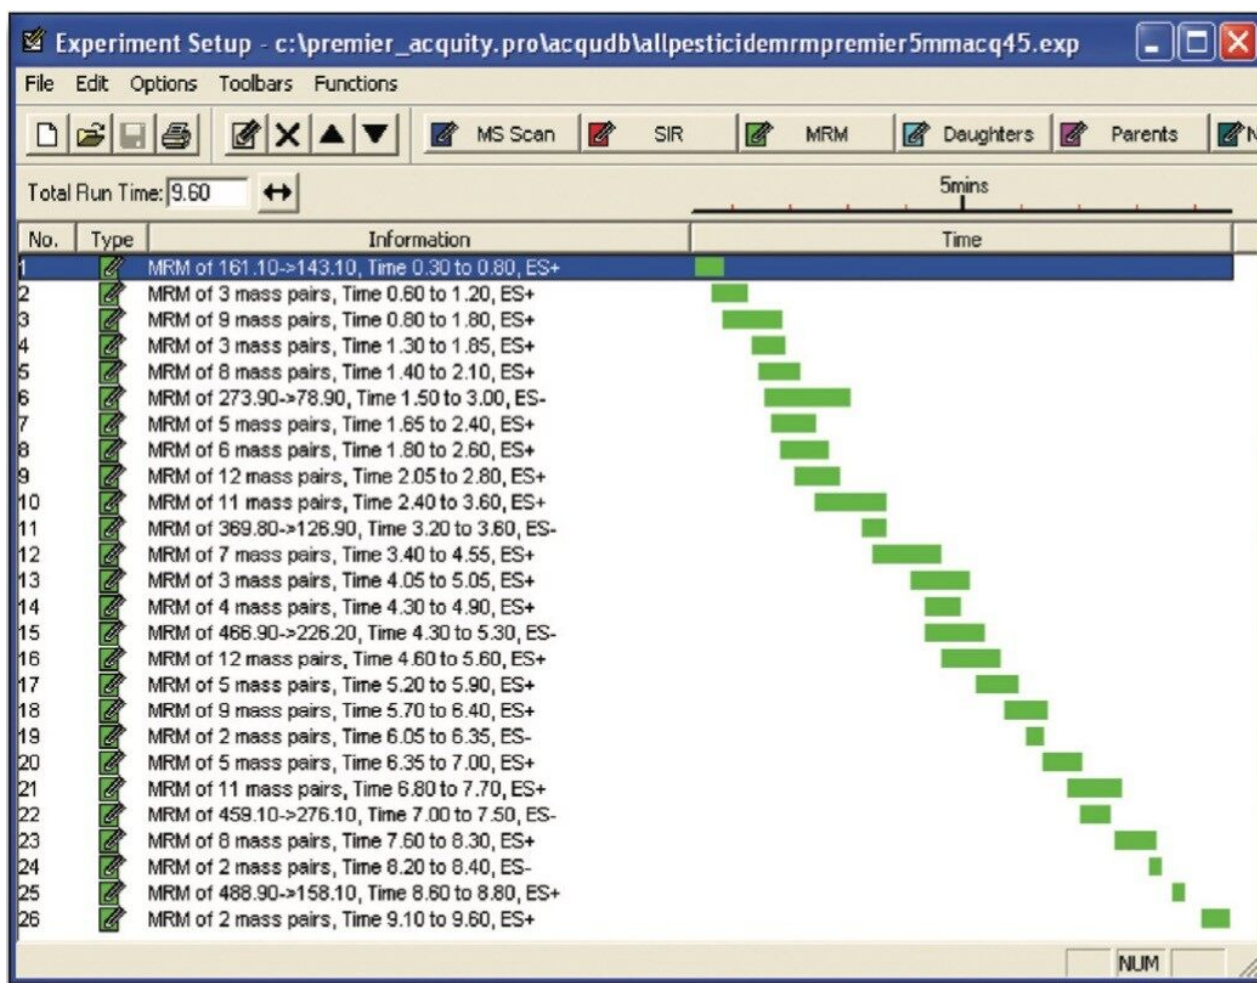 Experiment Setup - c:\premier_acquity.pro\acqudb\allpesticidemrmpremier5mmacq45.exp
File Edit Options Toolbars Functions
MS Scan SIR MRM Daughters Parents N
Total Run Time: 9.60 5mins
No. Type Information Time
1 MRM of 161.10->143.10, Time 0.30 to 0.80, ES+
2 MRM of 3 mass pairs, Time 0.60 to 1.20, ES+
3 MRM of 9 mass pairs, Time 0.80 to 1.80, ES+
4 MRM of 3 mass pairs, Time 1.30 to 1.85, ES+
5 MRM of 8 mass pairs, Time 1.40 to 2.10, ES+
6 MRM of 273.90->78.90, Time 1.50 to 3.00, ES-
7 MRM of 5 mass pairs, Time 1.65 to 2.40, ES+
8 MRM of 6 mass pairs, Time 1.80 to 2.60, ES+
9 MRM of 12 mass pairs, Time 2.05 to 2.80, ES+
10 MRM of 11 mass pairs, Time 2.40 to 3.60, ES+
11 MRM of 369.80->126.90, Time 3.20 to 3.60, ES-
12 MRM of 7 mass pairs, Time 3.40 to 4.55, ES+
13 MRM of 3 mass pairs, Time 4.05 to 5.05, ES+
14 MRM of 4 mass pairs, Time 4.30 to 4.90, ES+
15 MRM of 466.90->226.20, Time 4.30 to 5.30, ES-
16 MRM of 12 mass pairs, Time 4.60 to 5.60, ES+
17 MRM of 5 mass pairs, Time 5.20 to 5.90, ES+
18 MRM of 9 mass pairs, Time 5.70 to 6.40, ES+
19 MRM of 2 mass pairs, Time 6.05 to 6.35, ES-
20 MRM of 5 mass pairs, Time 6.35 to 7.00, ES+
21 MRM of 11 mass pairs, Time 6.80 to 7.70, ES+
22 MRM of 459.10->276.10, Time 7.00 to 7.50, ES-
23 MRM of 8 mass pairs, Time 7.60 to 8.30, ES+
24 MRM of 2 mass pairs, Time 8.20 to 8.40, ES-
25 MRM of 488.90->158.10, Time 8.60 to 8.80, ES+
26 MRM of 2 mass pairs, Time 9.10 to 9.60, ES+
NUM